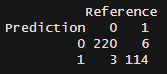 Reference
Prediction 0 1
0 220 6
1 3 114